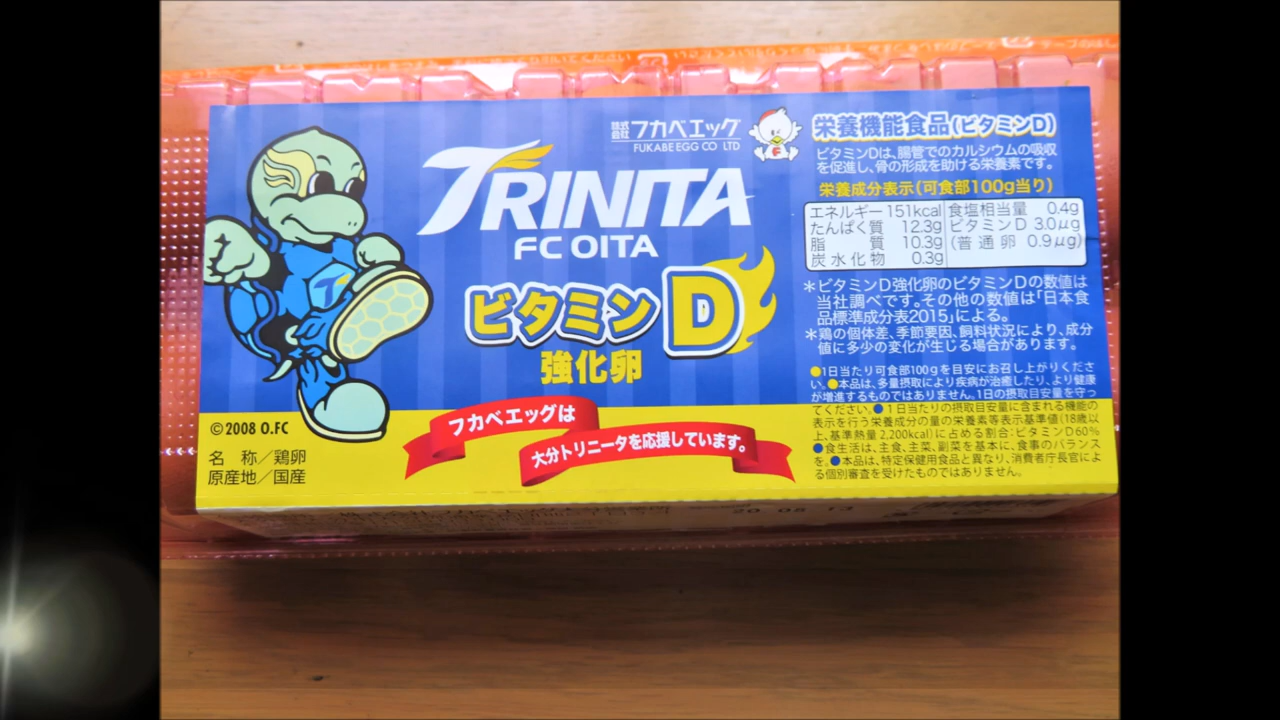 株式会社フカベエッグ
FUKABE EGG CO LTD
TRINITA
FC OITA
ビタミンD
強化卵
フカベエッグは
大分トリニータを応援しています。
©2008 O.FC
名 称／鶏卵
原産地／国産
栄養機能食品(ビタミンD)
ビタミンDは、腸管でのカルシウムの吸収
を促進し、骨の形成を助ける栄養素です。
栄養成分表示(可食部100g当り)
エネルギー 151kcal 食塩相当量 0.4g
たんぱく質 12.3g ビタミンD 3.0μg
脂質 10.3g (普通卵 0.9μg)
炭水化物 0.3g
＊ビタミンD強化卵のビタミンDの数値は
当社調べです。その他の数値は「日本食
品標準成分表2015」による。
＊鶏の個体差、季節要因、飼料状況により、成分
値に多少の変化が生じる場合があります。
●1日当たり可食部100gを目安にお召し上がりくださ
い。●本品は、多量摂取により疾病が治癒したり、より健康
が増進するものではありません。1日の摂取目安量を守っ
てください。●1日当たりの摂取目安量に含まれる機能の
表示を行う栄養成分の量の栄養素等表示基準値(18歳以
上、基準熱量2,200kcal)に占める割合：ビタミンD60%
●食生活は、主食、主菜、副菜を基本に、食事のバランス
を。●本品は、特定保健用食品と異なり、消費者庁長官によ
る個別審査を受けたものではありません。
20.08.13